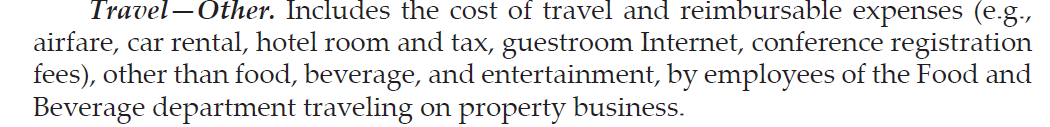 Travel—Other. Includes the cost of travel and reimbursable expenses (e.g.,
airfare, car rental, hotel room and tax, guestroom Internet, conference registration
fees), other than food, beverage, and entertainment, by employees of the Food and
Beverage department traveling on property business.